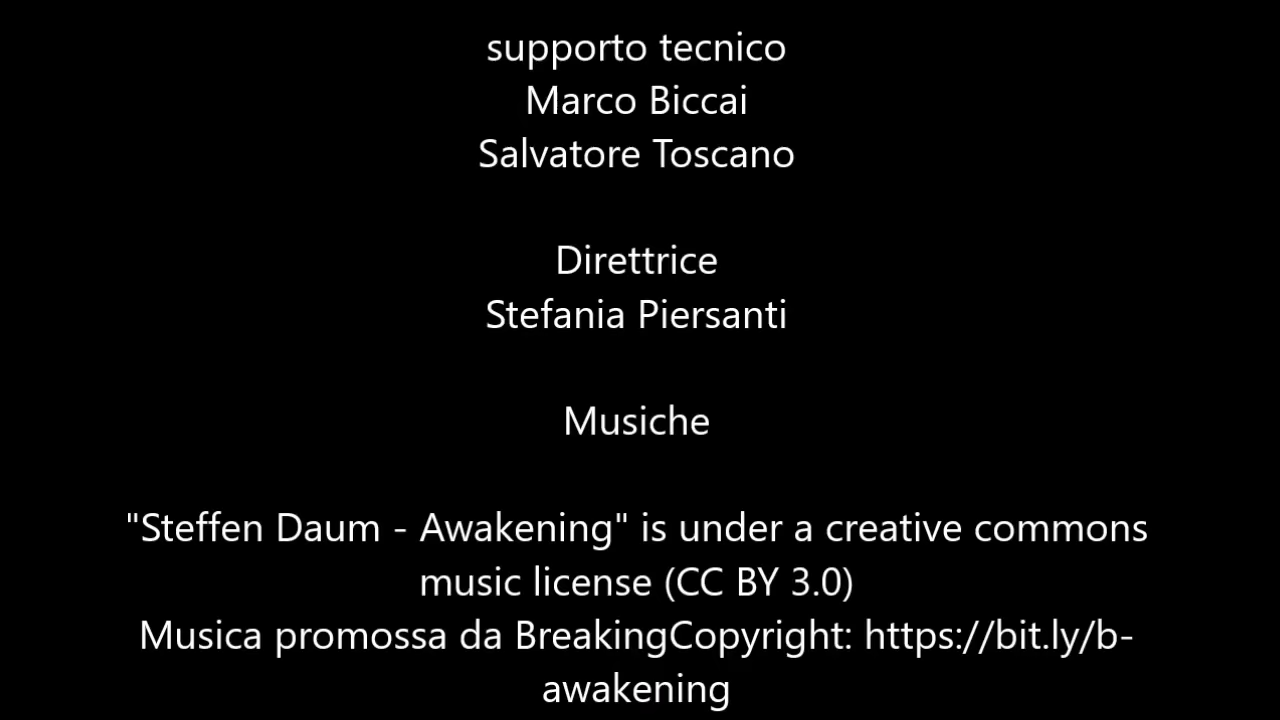 supporto tecnico
Marco Biccai
Salvatore Toscano
Direttrice
Stefania Piersanti
Musiche
"Steffen Daum - Awakening" is under a creative commons
music license (CC BY 3.0)
Musica promossa da BreakingCopyright: https://bit.ly/b-
awakening